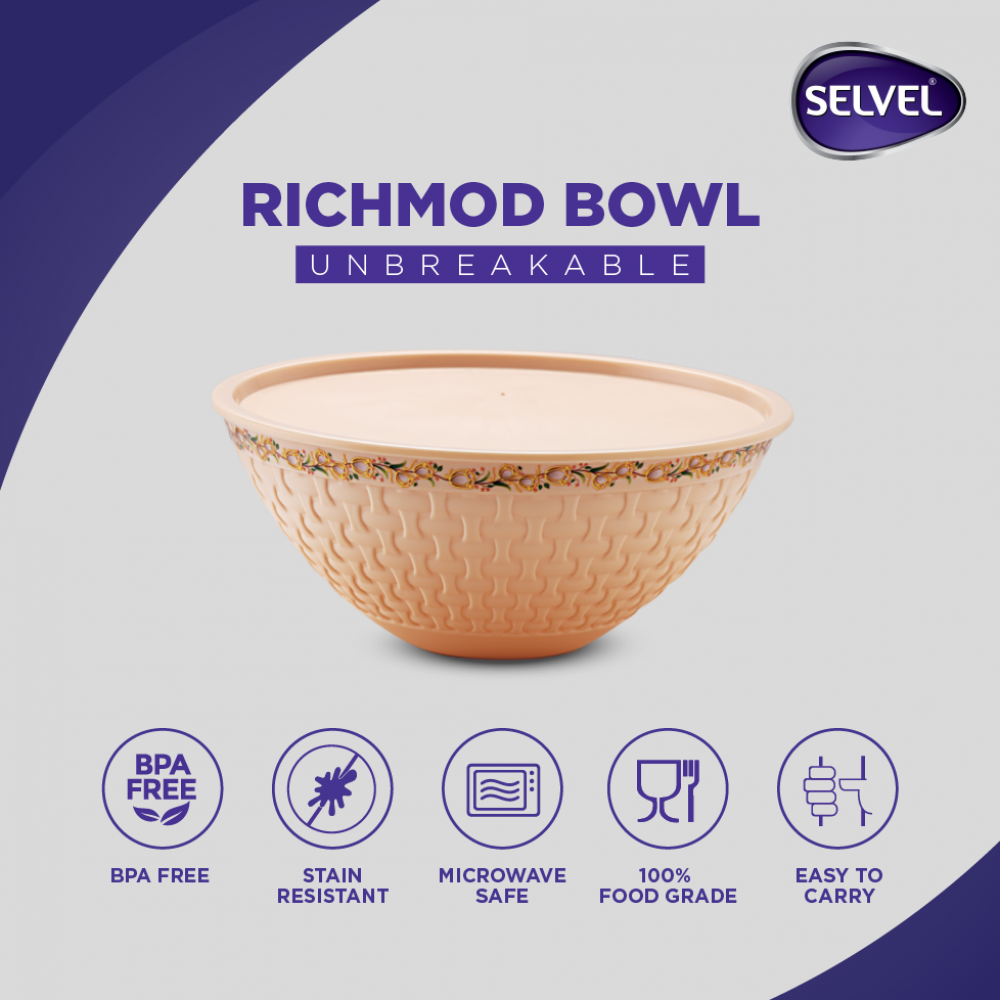 SELVEL®
RICHMOD BOWL
UNBREAKABLE
BPA
FREE
BPA FREE
STAIN
RESISTANT
MICROWAVE
SAFE
100%
FOOD GRADE
EASY TO
CARRY